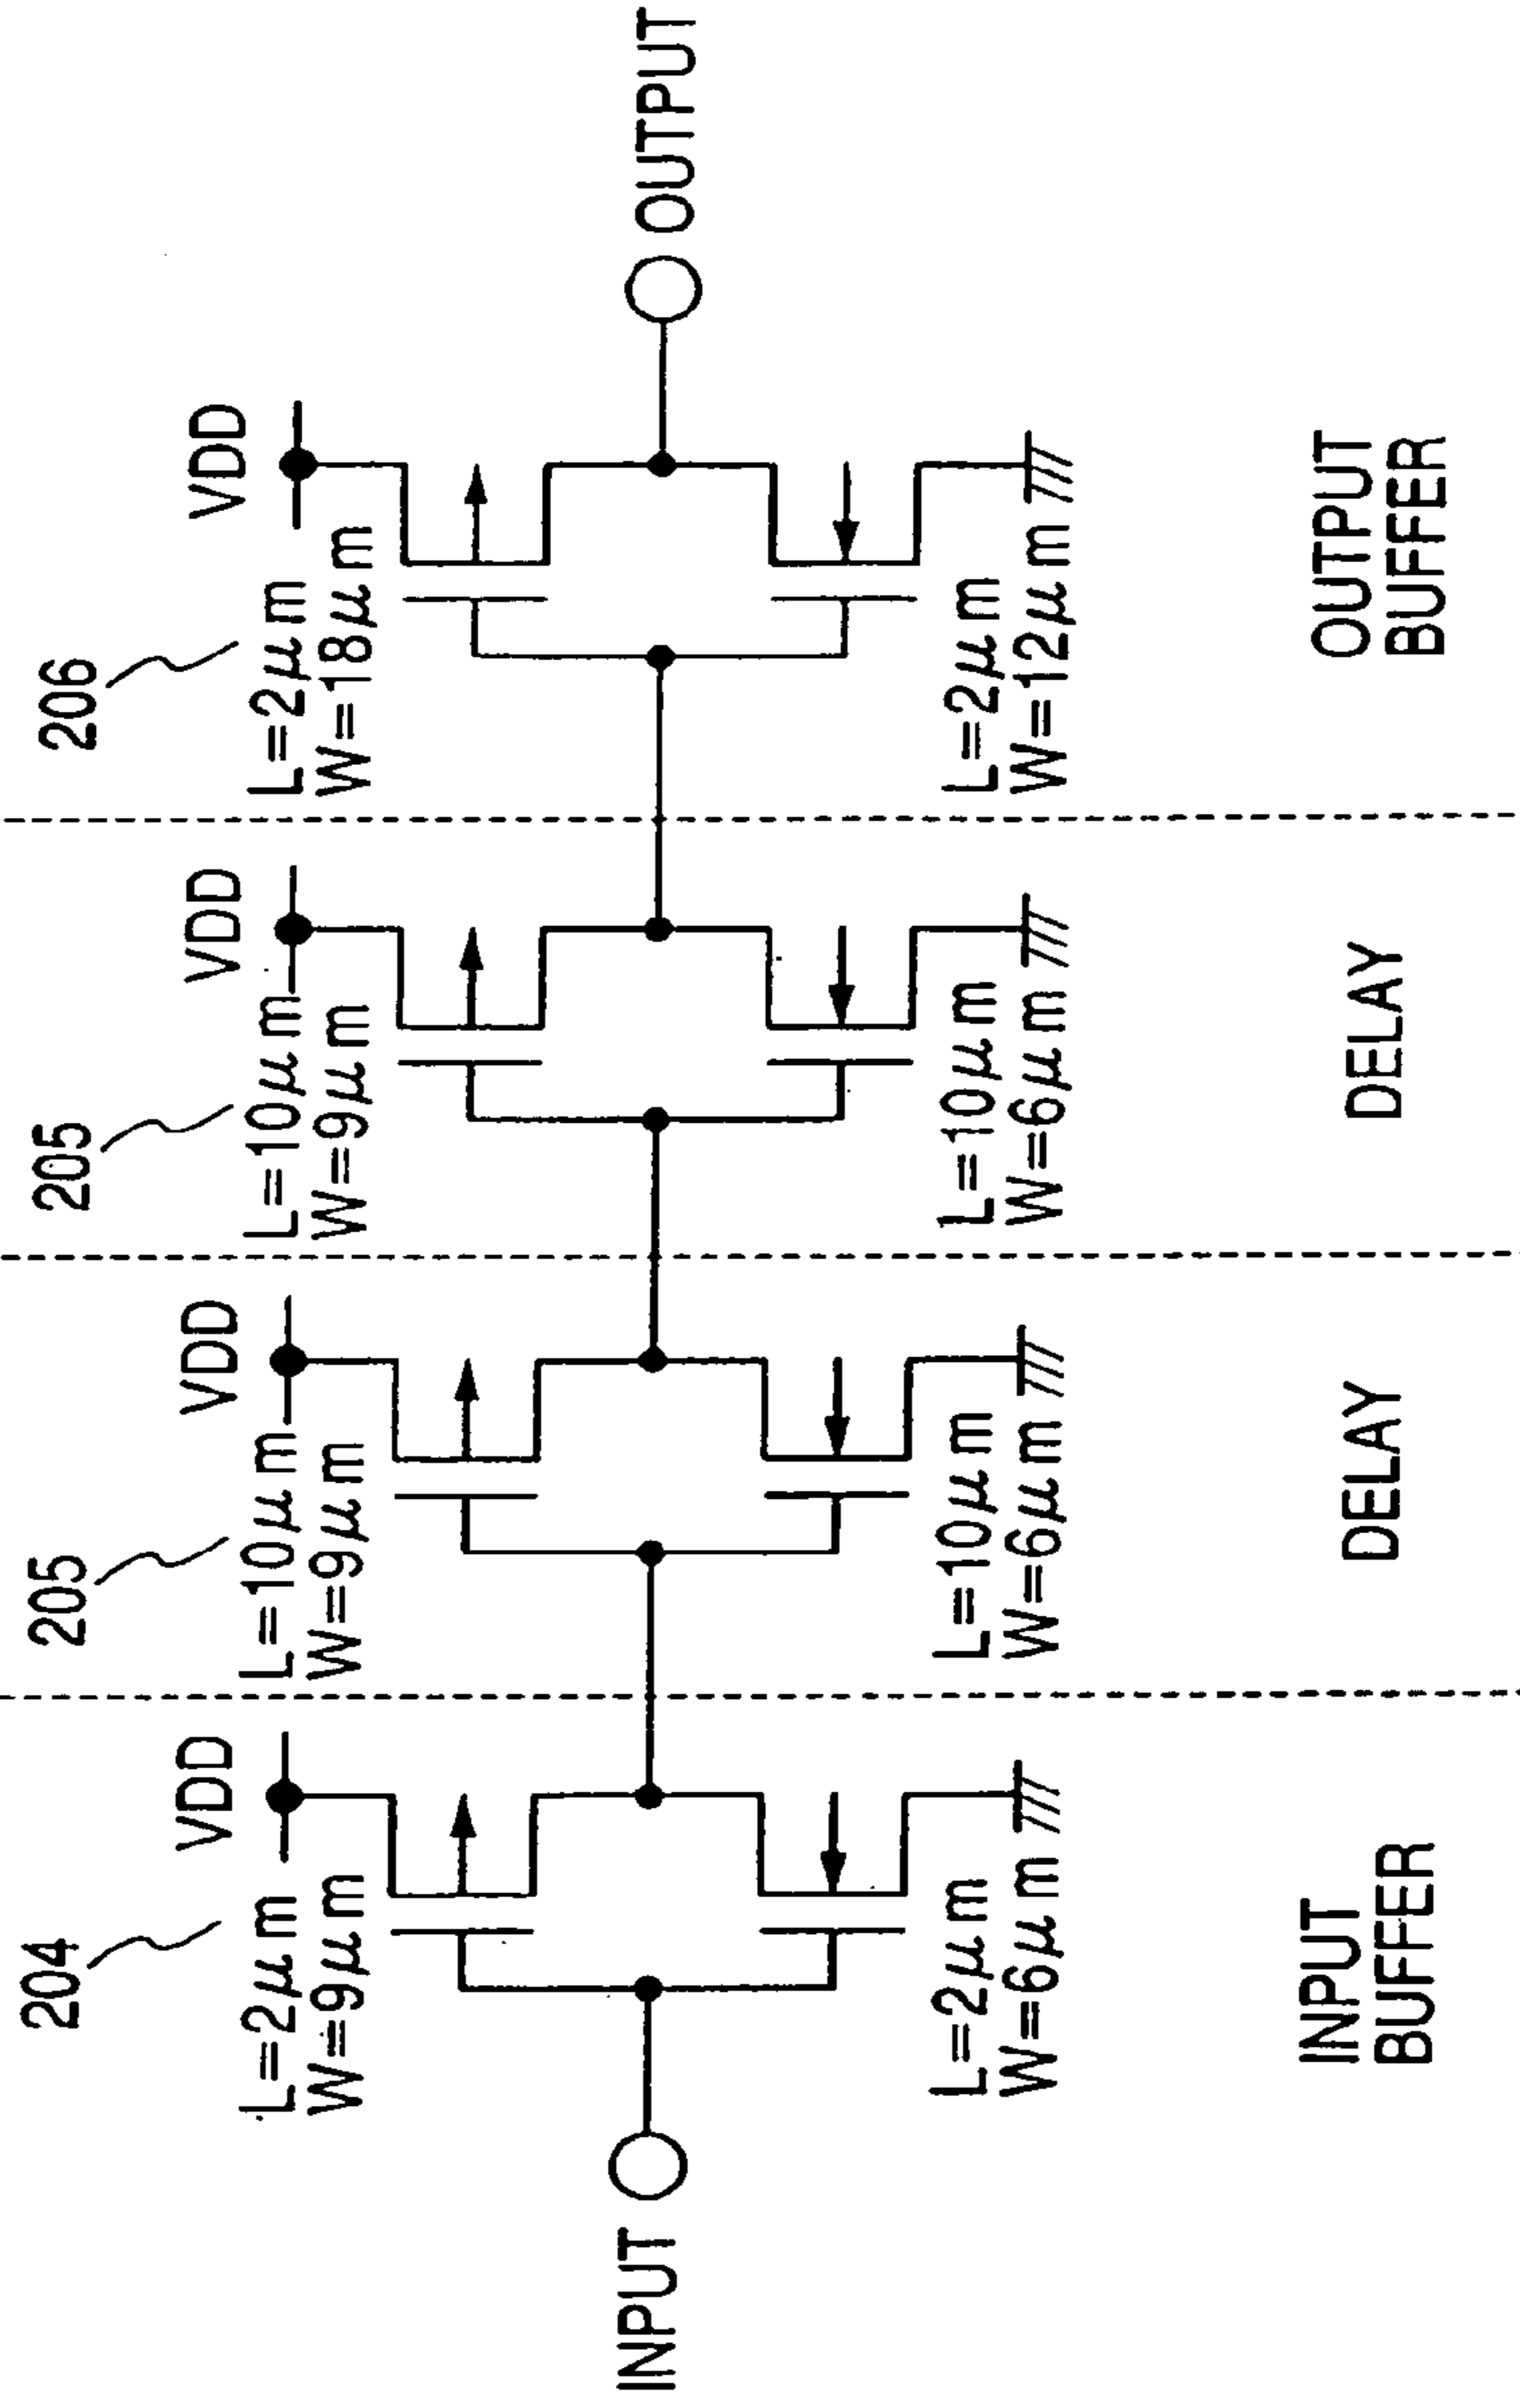 204
205
205
206
VDD
VDD
VDD
VDD
L=2μm
W=9μm
L=10μm
W=9μm
L=10μm
W=9μm
L=2μm
W=18μm
INPUT
OUTPUT
L=2μm
W=6μm
L=10μm
W=6μm
L=10μm
W=6μm
L=2μm
W=12μm
INPUT
BUFFER
DELAY
DELAY
OUTPUT
BUFFER